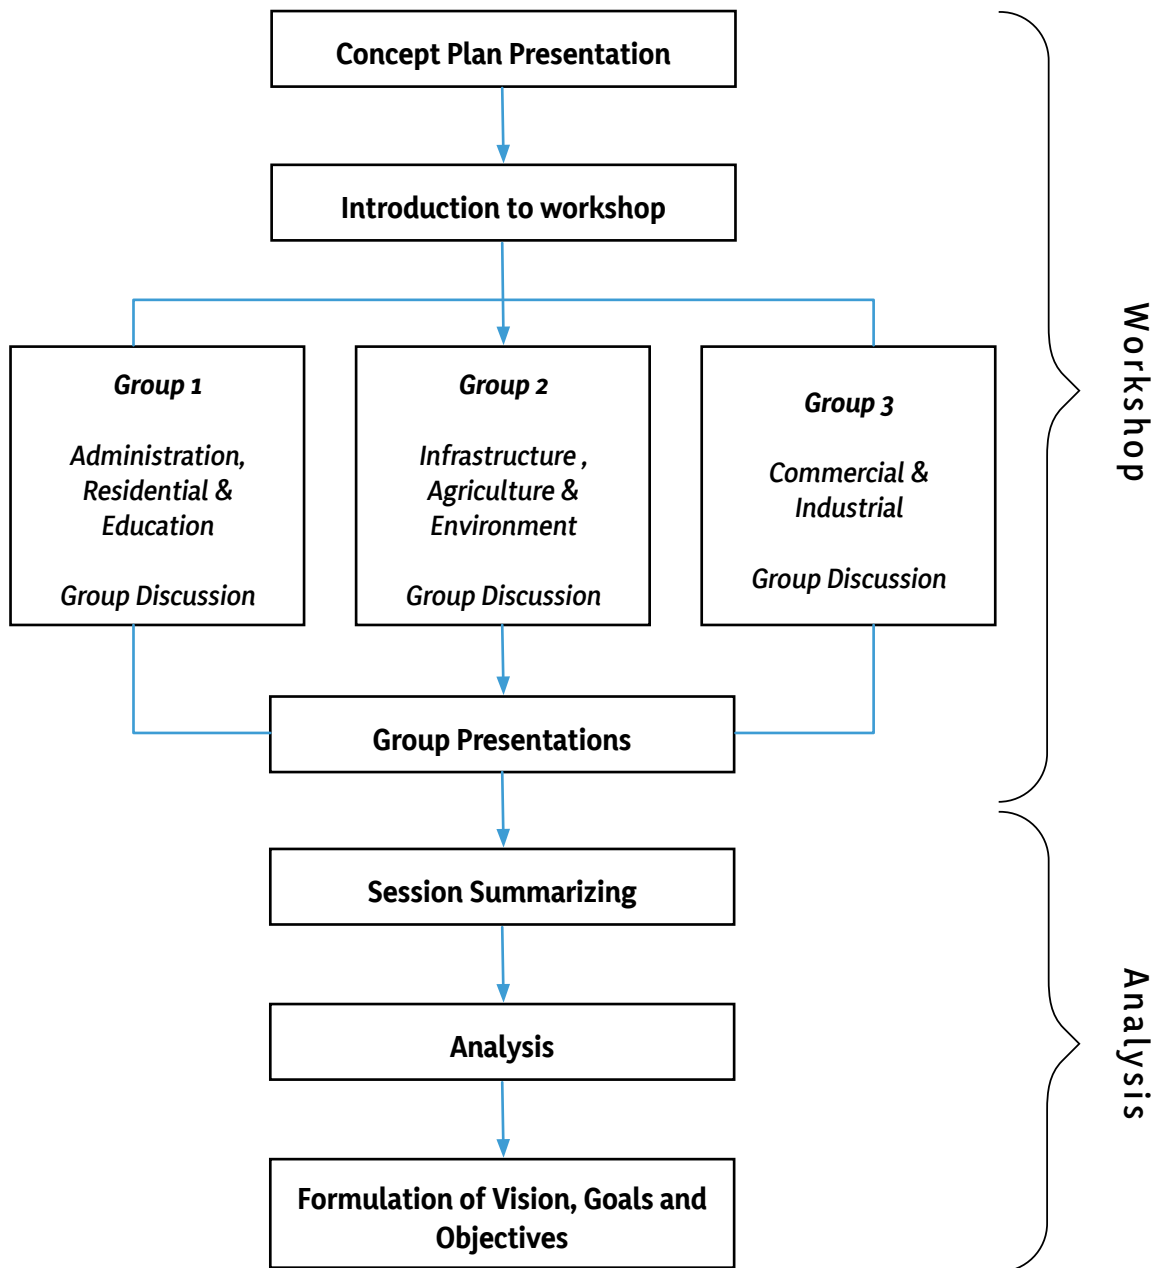 Concept Plan Presentation
Introduction to workshop
Group 1
Administration,
Residential &
Education
Group Discussion
Group 2
Infrastructure ,
Agriculture &
Environment
Group Discussion
Group 3
Commercial &
Industrial
Group Discussion
Group Presentations
Workshop
Session Summarizing
Analysis
Formulation of Vision, Goals and
Objectives
Analysis